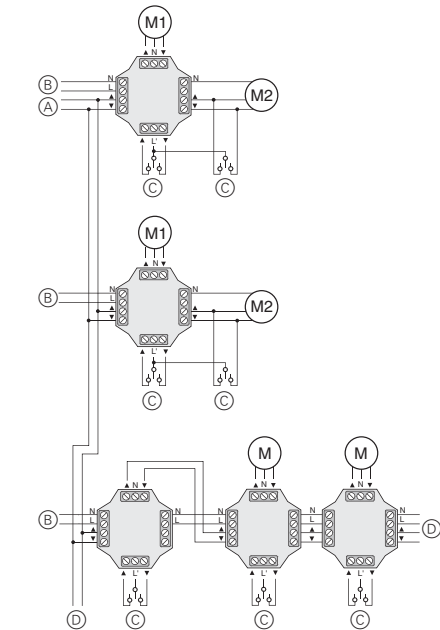 M1
▲ N ▼
B N N
L
A ▲ ▲ M2
▼ ▼
▲ L' ▼
C C
M1
▲ N ▼
N N
B L
▲ ▲ M2
▼ ▼
▲ L' ▼
C C
M M
▲ N ▼ ▲ N ▼ ▲ N ▼
B N N N N
L L L L
▲ ▲ ▲ ▲ D
▼ ▼ ▼ ▼
▲ L' ▼ ▲ L' ▼ ▲ L' ▼
D C C C